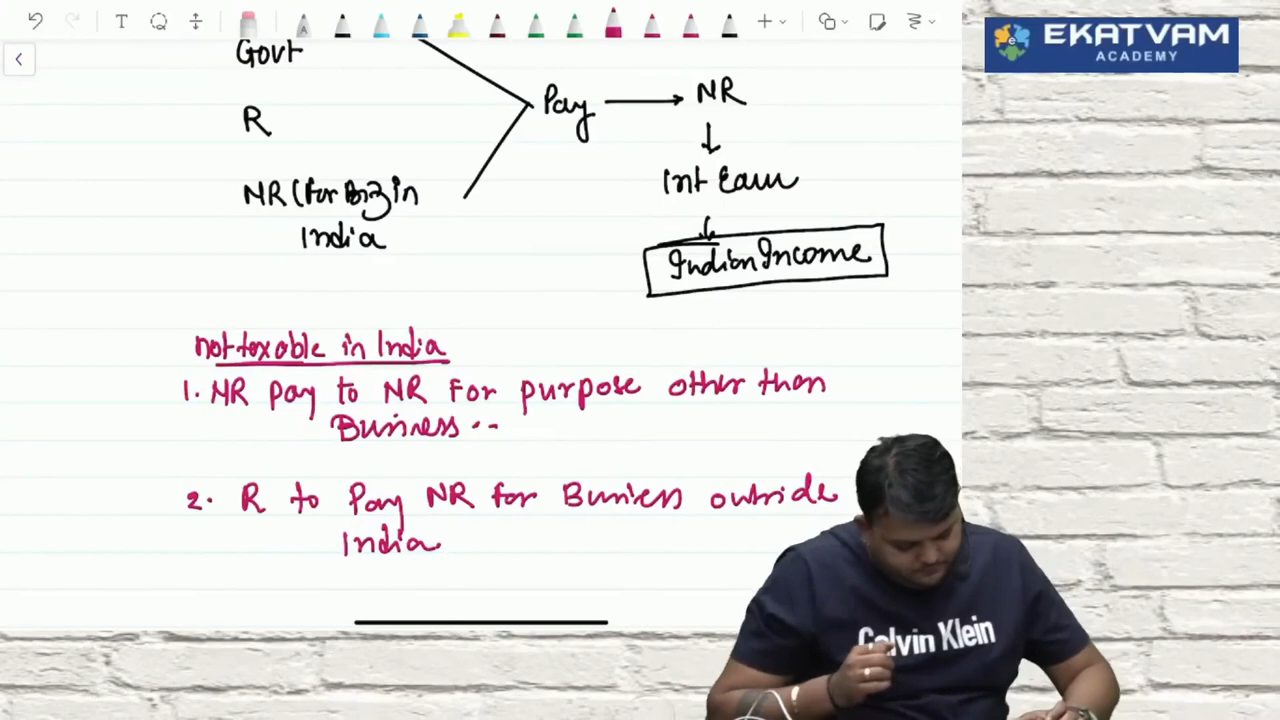 EKATVAM
ACADEMY
Govt
R
NR (for Biz) in
India
Pay
NR
Int Earn
Indian Income
not taxable in India
1. NR pay to NR for purpose other than
Business..
2. R to Pay NR for Business outside
India
Calvin Klein